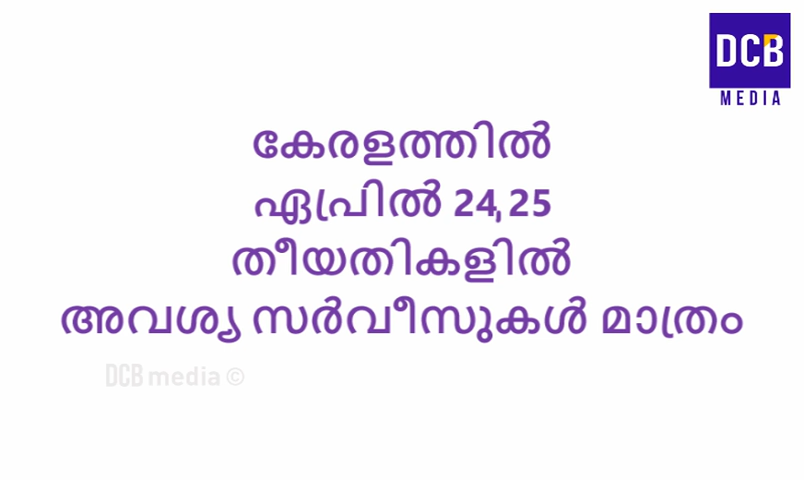 DCB
MEDIA
കേരളത്തിൽ
ഏപ്രിൽ 24, 25
തീയതികളിൽ
അവശ്യ സർവീസുകൾ മാത്രം
DCB media ©